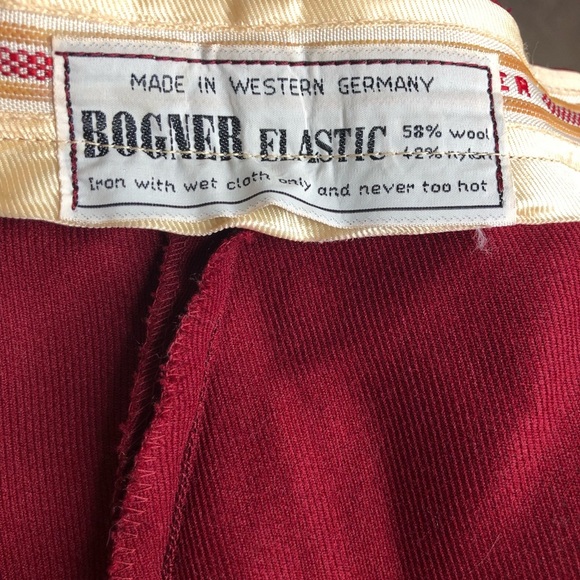 MADE IN WESTERN GERMANY
BOGNER ELASTIC 58% wool
42% nylon
Iron with wet cloth only and never too hot
ER